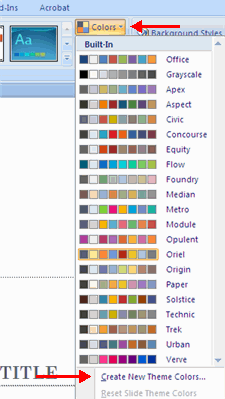 dd-Ins Acrobat
Aa
Colors
Background Styles
Built-In
Office
Grayscale
Apex
Aspect
Civic
Concourse
Equity
Flow
Foundry
Median
Metro
Module
Opulent
Oriel
Origin
Paper
Solstice
Technic
Trek
Urban
Verve
TITLE
Create New Theme Colors...
Reset Slide Theme Colors